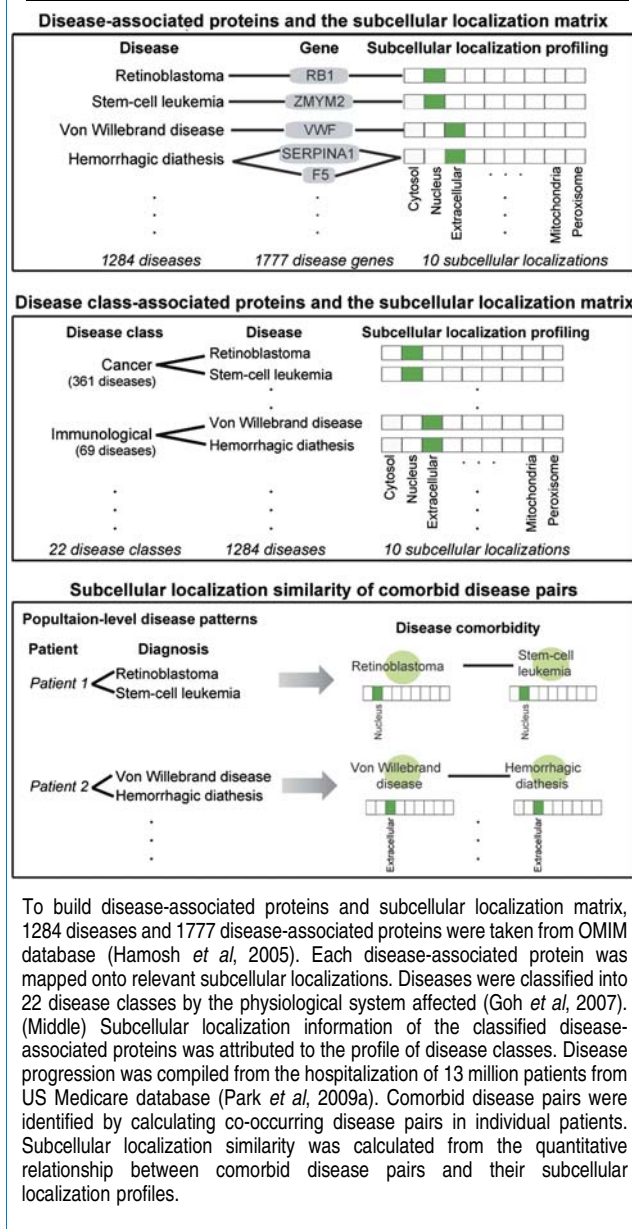 Disease-associated proteins and the subcellular localization matrix
Disease Gene Subcellular localization profiling
Retinoblastoma RB1
Stem-cell leukemia ZMYM2
Von Willebrand disease VWF
Hemorrhagic diathesis SERPINA1
F5
Cytosol Nucleus Extracellular Mitochondria Peroxisome
1284 diseases 1777 disease genes 10 subcellular localizations
Disease class-associated proteins and the subcellular localization matrix
Disease class Disease Subcellular localization profiling
Cancer Retinoblastoma
(361 diseases) Stem-cell leukemia
Immunological Von Willebrand disease
(69 diseases) Hemorrhagic diathesis
Cytosol Nucleus Extracellular Mitochondria Peroxisome
22 disease classes 1284 diseases 10 subcellular localizations
Subcellular localization similarity of comorbid disease pairs
Popultaion-level disease patterns
Disease comorbidity
Patient Diagnosis
Patient 1 Retinoblastoma
Stem-cell leukemia
Retinoblastoma Stem-cell
leukemia
Nucleus Nucleus
Patient 2 Von Willebrand disease
Hemorrhagic diathesis
Von Willebrand Hemorrhagic
disease diathesis
Extracellular Extracellular
To build disease-associated proteins and subcellular localization matrix,
1284 diseases and 1777 disease-associated proteins were taken from OMIM
database (Hamosh et al, 2005). Each disease-associated protein was
mapped onto relevant subcellular localizations. Diseases were classified into
22 disease classes by the physiological system affected (Goh et al, 2007).
(Middle) Subcellular localization information of the classified disease-
associated proteins was attributed to the profile of disease classes. Disease
progression was compiled from the hospitalization of 13 million patients from
US Medicare database (Park et al, 2009a). Comorbid disease pairs were
identified by calculating co-occurring disease pairs in individual patients.
Subcellular localization similarity was calculated from the quantitative
relationship between comorbid disease pairs and their subcellular
localization profiles.